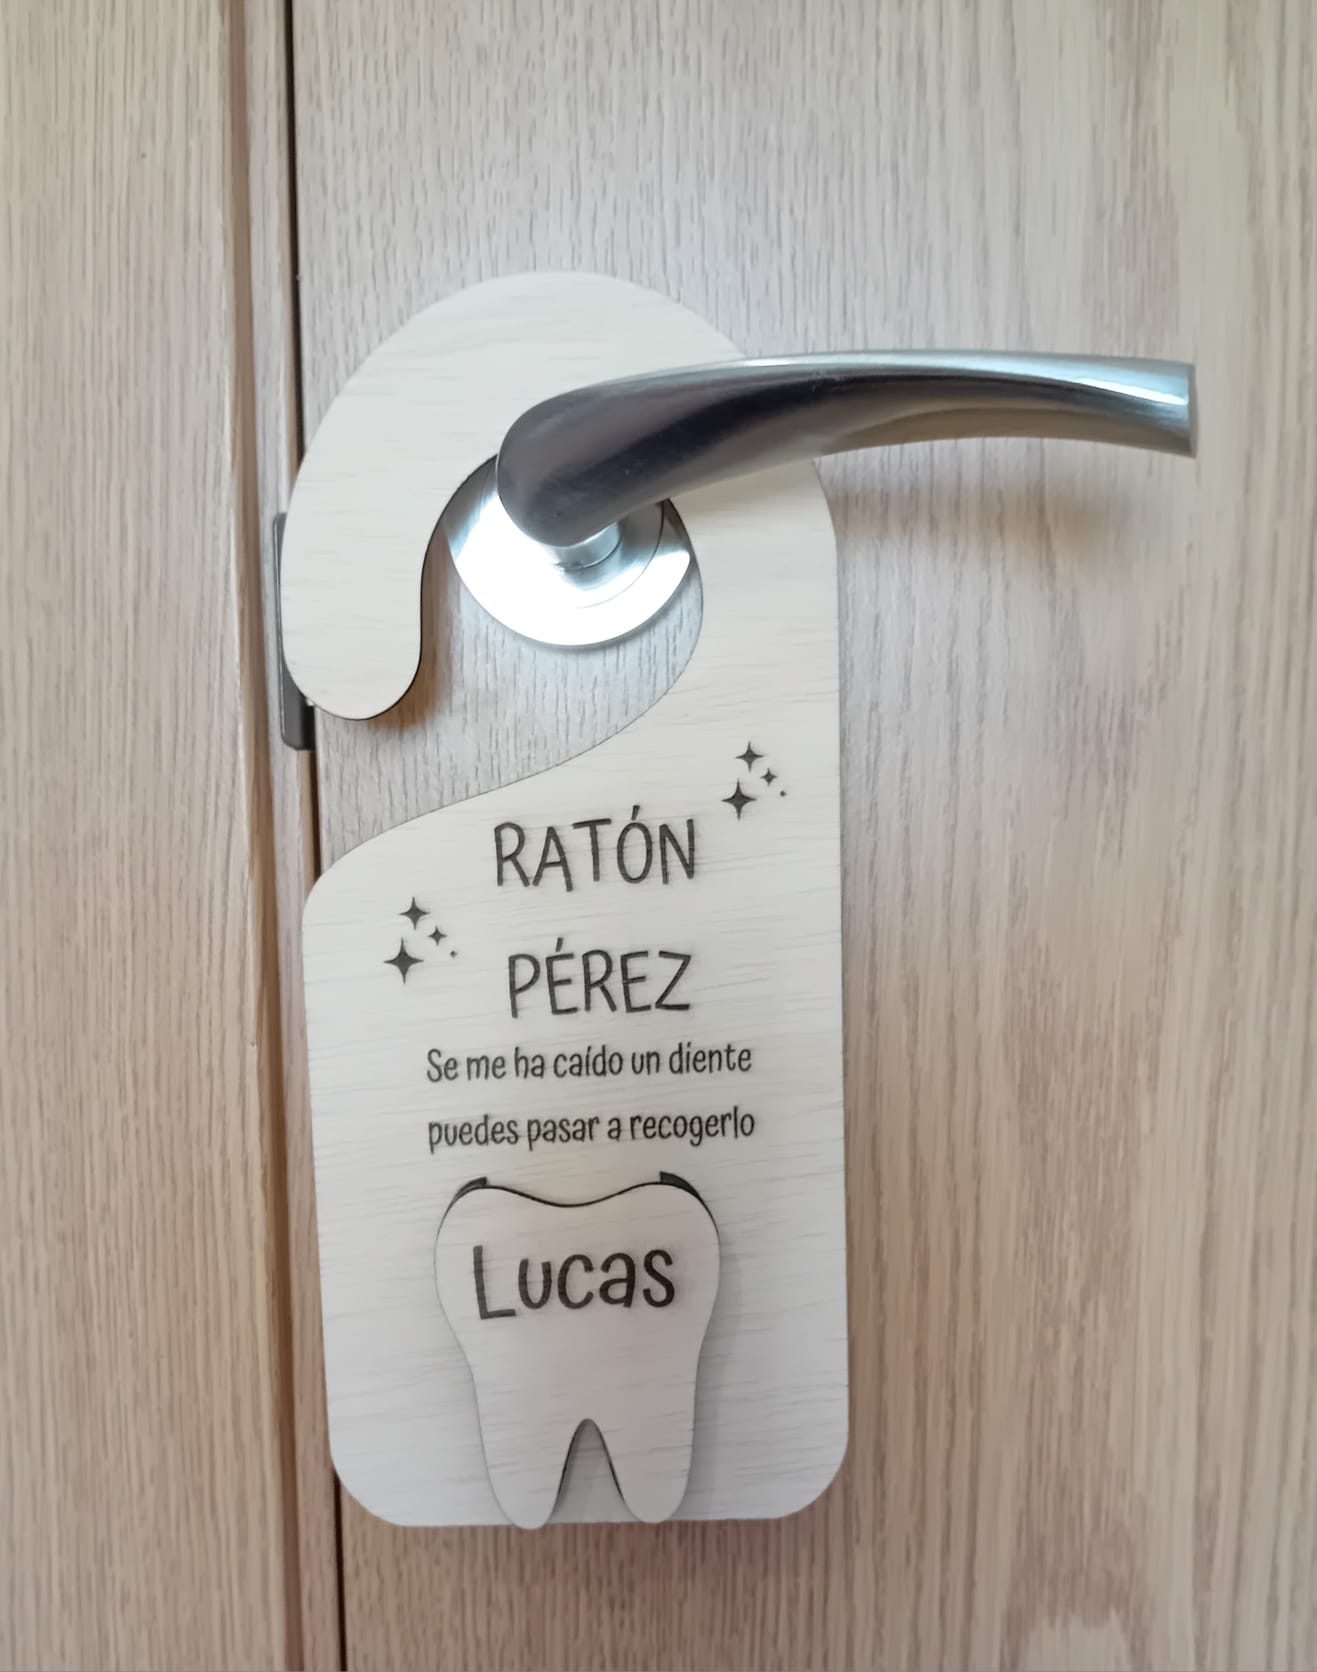 RATÓN
PÉREZ
Se me ha caído un diente
puedes pasar a recogerlo
Lucas